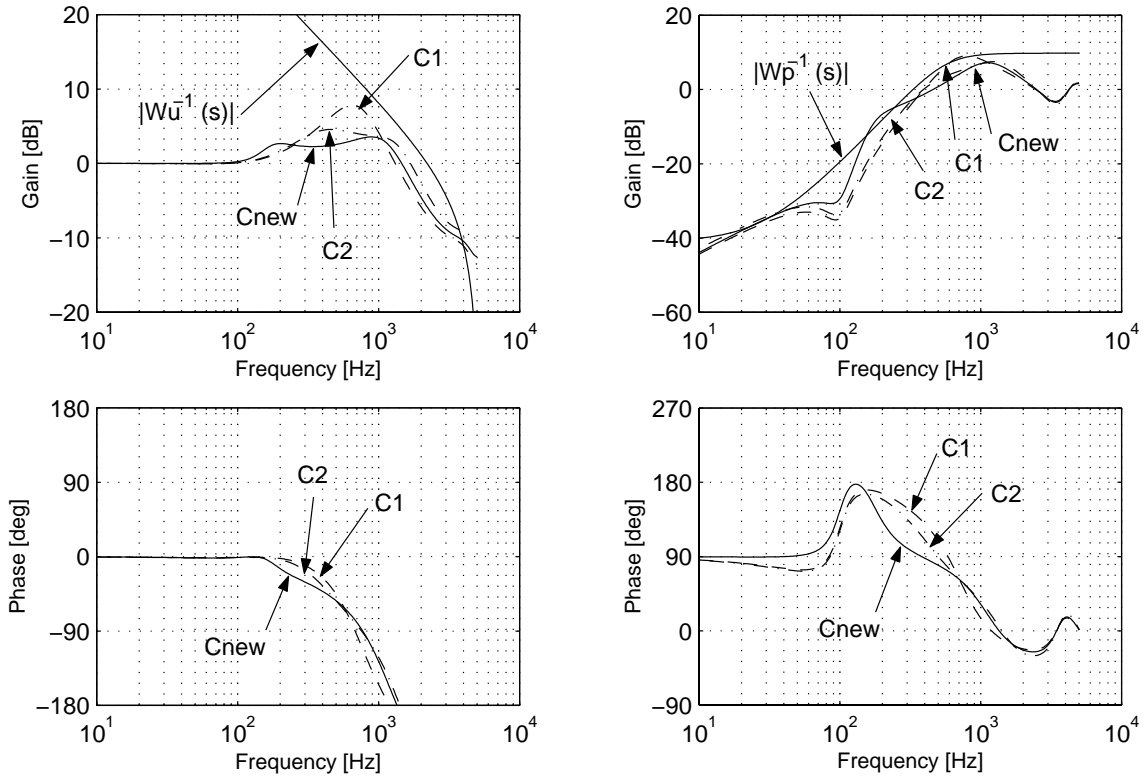 20
10
0
−10
−20
Gain [dB]
|Wu⁻¹ (s)|
C1
Cnew
C2
10¹
10²
10³
10⁴
Frequency [Hz]
20
0
−20
−40
−60
Gain [dB]
|Wp⁻¹ (s)|
Cnew
C1
C2
10¹
10²
10³
10⁴
Frequency [Hz]
180
90
0
−90
−180
Phase [deg]
C2
C1
Cnew
10¹
10²
10³
10⁴
Frequency [Hz]
270
180
90
0
−90
Phase [deg]
C1
C2
Cnew
10¹
10²
10³
10⁴
Frequency [Hz]